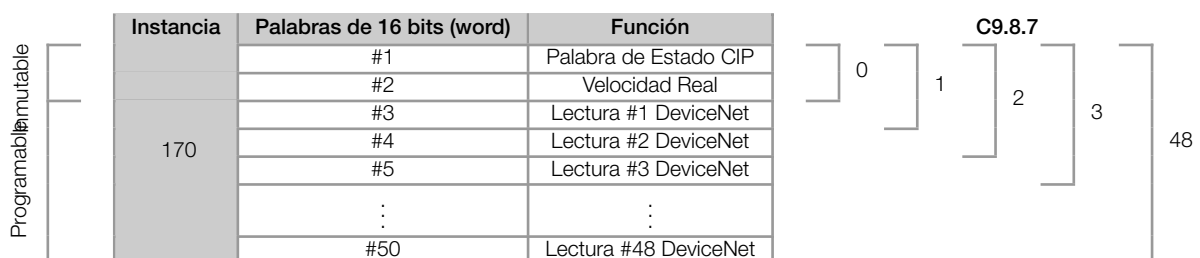 Instancia Palabras de 16 bits (word) Función C9.8.7
Inmutable #1 Palabra de Estado CIP
#2 Velocidad Real 0 1 2 3 48
Programable 170 #3 Lectura #1 DeviceNet
#4 Lectura #2 DeviceNet
#5 Lectura #3 DeviceNet
⋮ ⋮
#50 Lectura #48 DeviceNet